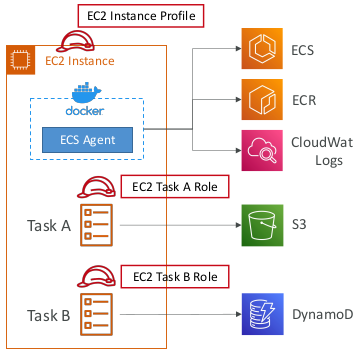 EC2 Instance Profile
EC2 Instance
ECS
docker
ECS Agent
ECR
CloudWat
Logs
EC2 Task A Role
Task A
S3
EC2 Task B Role
Task B
DynamoD